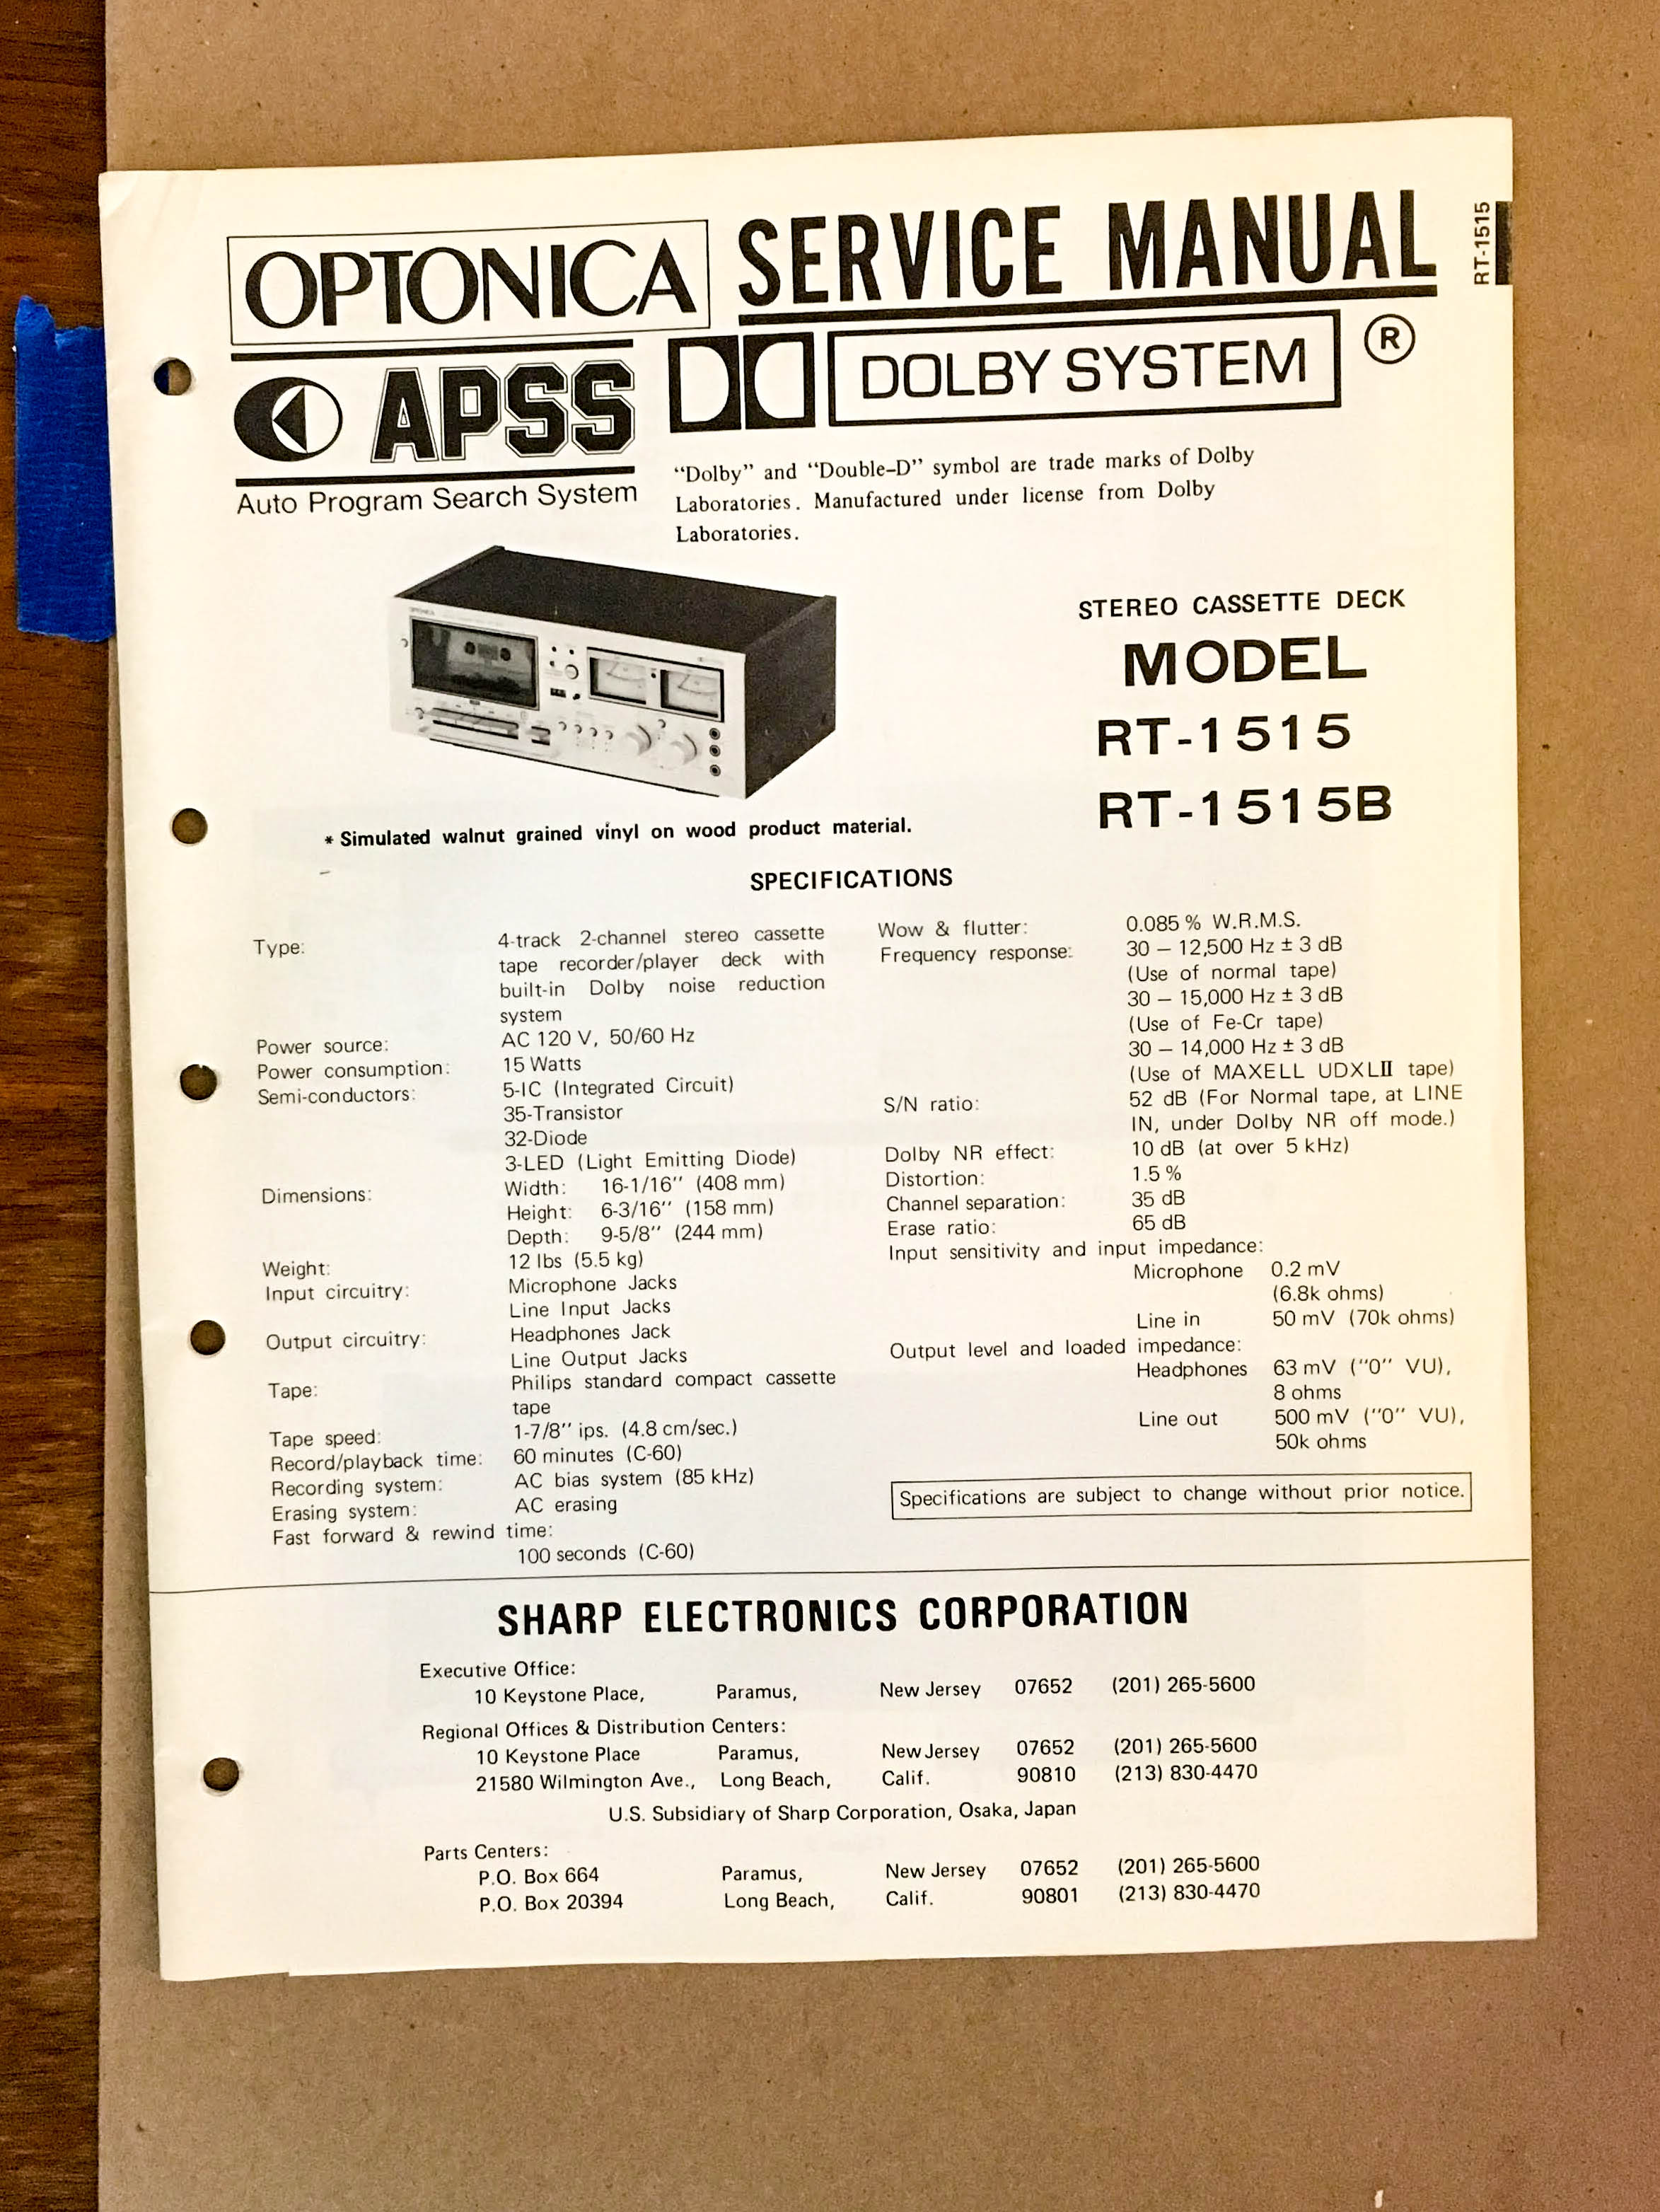 OPTONICA SERVICE MANUAL
RT-1515
APSS
Auto Program Search System
DOLBY SYSTEM ®
“Dolby” and “Double-D” symbol are trade marks of Dolby
Laboratories. Manufactured under license from Dolby
Laboratories.
STEREO CASSETTE DECK
MODEL
RT-1515
RT-1515B
OPTONICA
* Simulated walnut grained vinyl on wood product material.
SPECIFICATIONS
Type: 4-track 2-channel stereo cassette
tape recorder/player deck with
built-in Dolby noise reduction
system
Power source: AC 120 V, 50/60 Hz
Power consumption: 15 Watts
Semi-conductors: 5-IC (Integrated Circuit)
35-Transistor
32-Diode
3-LED (Light Emitting Diode)
Dimensions: Width: 16-1/16'' (408 mm)
Height: 6-3/16'' (158 mm)
Depth: 9-5/8'' (244 mm)
Weight: 12 lbs (5.5 kg)
Input circuitry: Microphone Jacks
Line Input Jacks
Output circuitry: Headphones Jack
Line Output Jacks
Tape: Philips standard compact cassette
tape
Tape speed: 1-7/8'' ips. (4.8 cm/sec.)
Record/playback time: 60 minutes (C-60)
Recording system: AC bias system (85 kHz)
Erasing system: AC erasing
Fast forward & rewind time:
100 seconds (C-60)
Wow & flutter: 0.085 % W.R.M.S.
Frequency response: 30 – 12,500 Hz ± 3 dB
(Use of normal tape)
30 – 15,000 Hz ± 3 dB
(Use of Fe-Cr tape)
30 – 14,000 Hz ± 3 dB
(Use of MAXELL UDXLII tape)
S/N ratio: 52 dB (For Normal tape, at LINE
IN, under Dolby NR off mode.)
Dolby NR effect: 10 dB (at over 5 kHz)
Distortion: 1.5 %
Channel separation: 35 dB
Erase ratio: 65 dB
Input sensitivity and input impedance:
Microphone 0.2 mV
(6.8k ohms)
Line in 50 mV (70k ohms)
Output level and loaded impedance:
Headphones 63 mV (“0” VU),
8 ohms
Line out 500 mV (“0” VU),
50k ohms
Specifications are subject to change without prior notice.
SHARP ELECTRONICS CORPORATION
Executive Office:
10 Keystone Place, Paramus, New Jersey 07652 (201) 265-5600
Regional Offices & Distribution Centers:
10 Keystone Place Paramus, New Jersey 07652 (201) 265-5600
21580 Wilmington Ave., Long Beach, Calif. 90810 (213) 830-4470
U.S. Subsidiary of Sharp Corporation, Osaka, Japan
Parts Centers:
P.O. Box 664 Paramus, New Jersey 07652 (201) 265-5600
P.O. Box 20394 Long Beach, Calif. 90801 (213) 830-4470